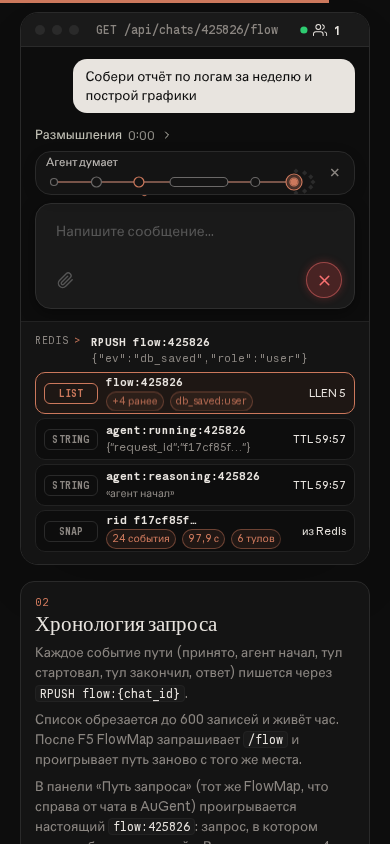 GET /api/chats/425826/flow 1
Собери отчёт по логам за неделю и
построй графики
Размышления 0:00 >
Агент думает
Напишите сообщение...
REDIS > RPUSH flow:425826
{"ev":"db_saved","role":"user"}
LIST flow:425826 LLEN 5
+4 ранее db_saved:user
STRING agent:running:425826 TTL 59:57
{"request_id":"f17cf85f…"}
STRING agent:reasoning:425826 TTL 59:57
«агент начал»
SNAP rid f17cf85f… из Redis
24 события 97,9 с 6 тулов
02
Хронология запроса
Каждое событие пути (принято, агент начал, тул
стартовал, тул закончил, ответ) пишется через
RPUSH flow:{chat_id}.
Список обрезается до 600 записей и живёт час.
После F5 FlowMap запрашивает /flow и
проигрывает путь заново с того же места.
В панели «Путь запроса» (тот же FlowMap, что
справа от чата в AuGent) проигрывается
настоящий flow:425826: запрос, в котором